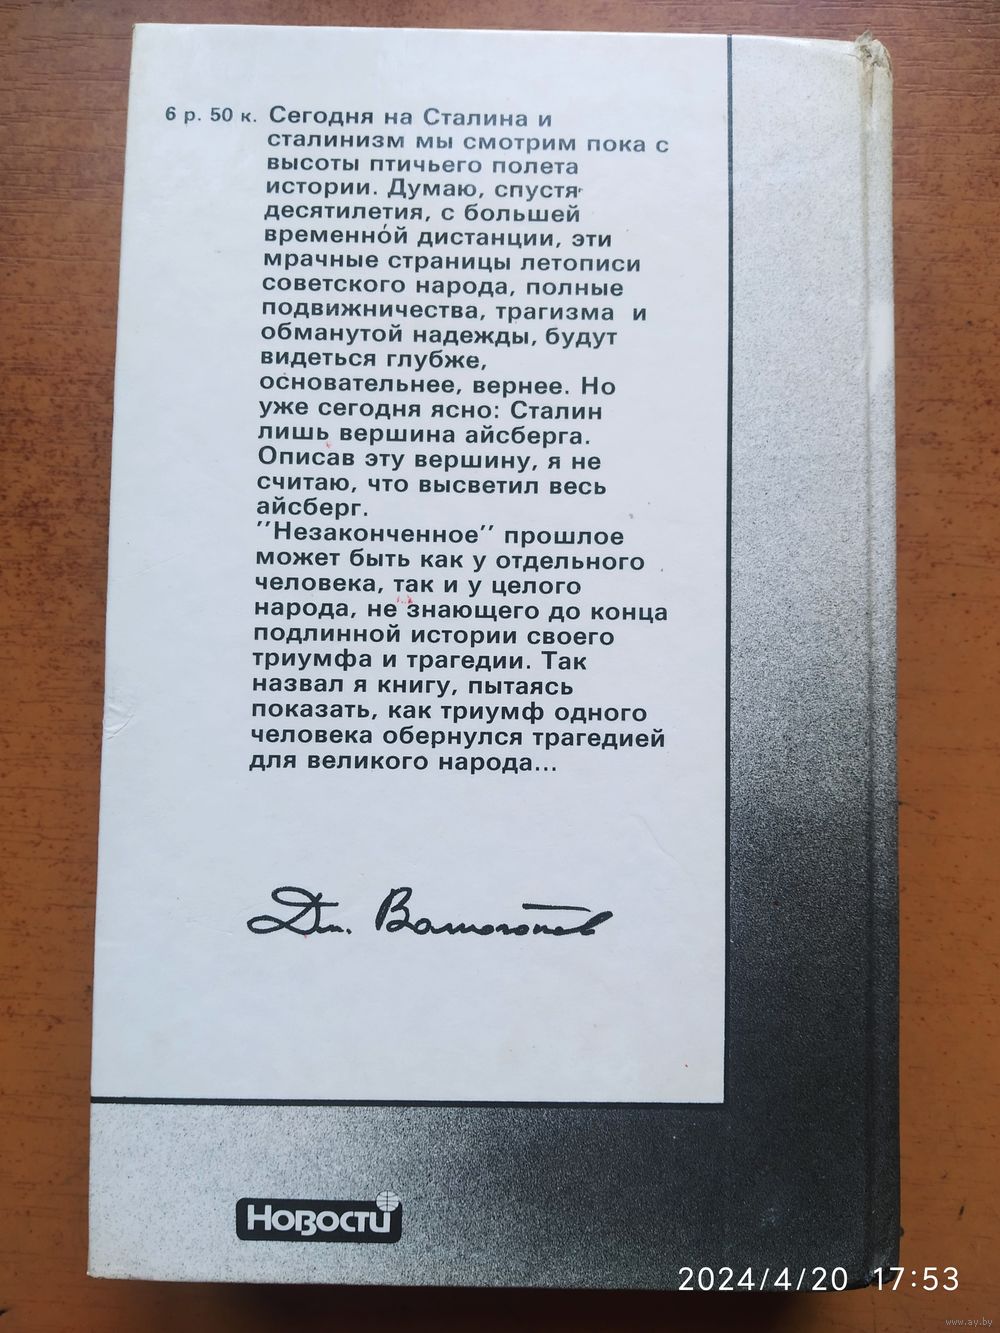 6 р. 50 к. Сегодня на Сталина и
сталинизм мы смотрим пока с
высоты птичьего полета
истории. Думаю, спустя
десятилетия, с большей
временно́й дистанции, эти
мрачные страницы летописи
советского народа, полные
подвижничества, трагизма и
обманутой надежды, будут
видеться глубже,
основательнее, вернее. Но
уже сегодня ясно: Сталин
лишь вершина айсберга.
Описав эту вершину, я не
считаю, что высветил весь
айсберг.
"Незаконченное" прошлое
может быть как у отдельного
человека, так и у целого
народа, не знающего до конца
подлинной истории своего
триумфа и трагедии. Так
назвал я книгу, пытаясь
показать, как триумф одного
человека обернулся трагедией
для великого народа...
Дм. Волкогонов
Новости
2024/4/20 17:53
www.ay.by